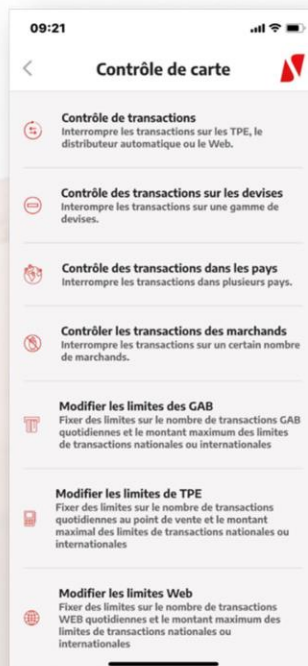 09:21
Contrôle de carte
Contrôle de transactions
Interrompre les transactions sur les TPE, le
distributeur automatique ou le Web.
Contrôle des transactions sur les devises
Interompre les transactions sur une gamme de
devises.
Contrôle des transactions dans les pays
Interrompre les transactions dans plusieurs pays.
Contrôler les transactions des marchands
Interrompre les transactions sur un certain nombre
de marchands.
Modifier les limites des GAB
Fixer des limites sur le nombre de transactions GAB
quotidiennes et le montant maximum des limites
de transactions nationales ou internationales
Modifier les limites de TPE
Fixer des limites sur le nombre de transactions
quotidiennes au point de vente et le montant
maximal des limites de transactions nationales ou
internationales
Modifier les limites Web
Fixer des limites sur le nombre de transactions
WEB quotidiennes et le montant maximum des
limites de transactions nationales ou
internationales